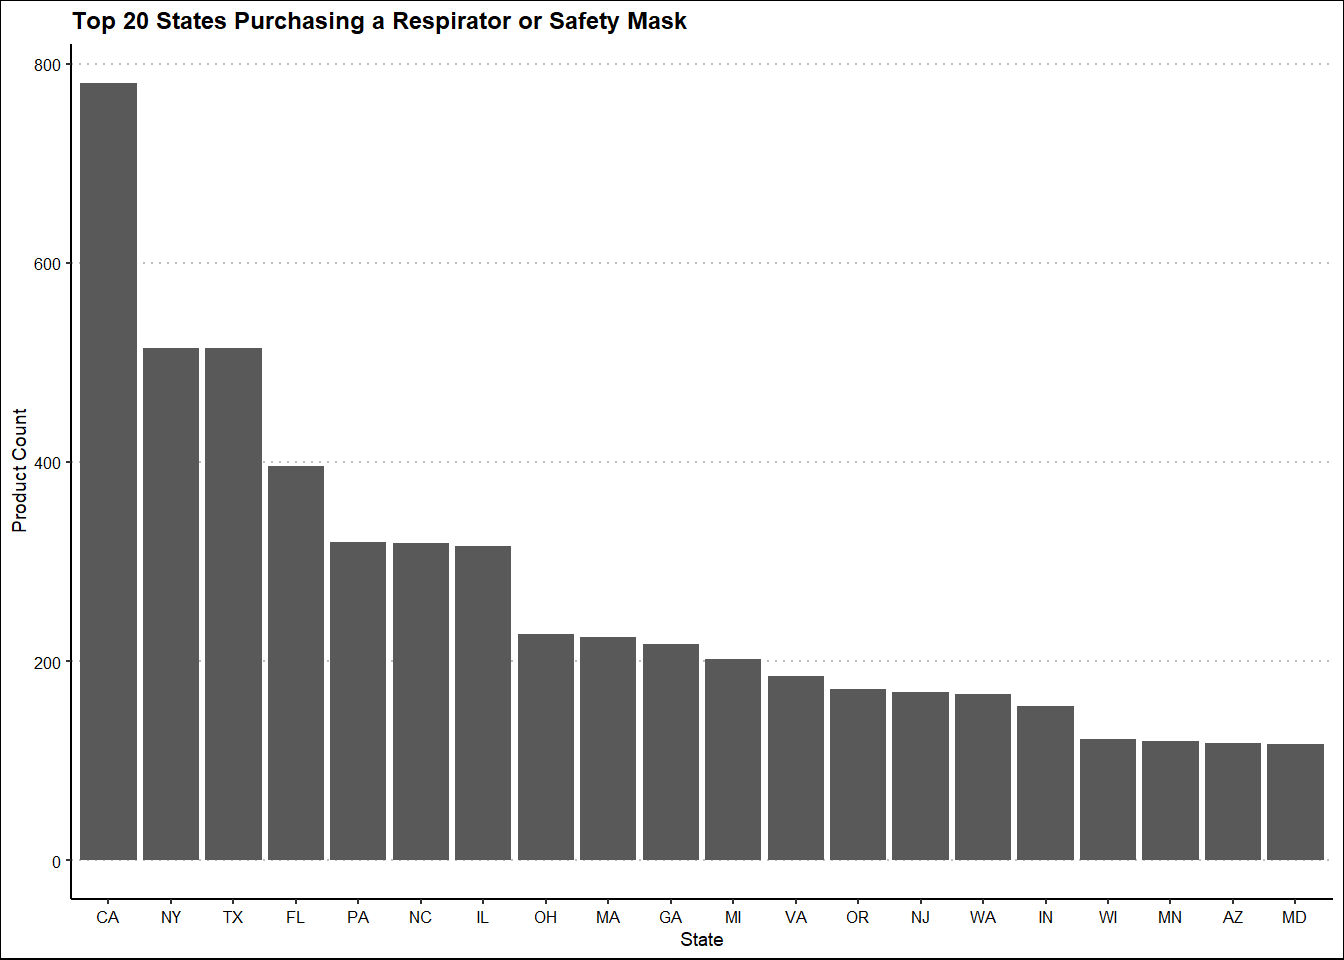 Top 20 States Purchasing a Respirator or Safety Mask
800
600
400
200
0
Product Count
CA NY TX FL PA NC IL OH MA GA MI VA OR NJ WA IN WI MN AZ MD
State